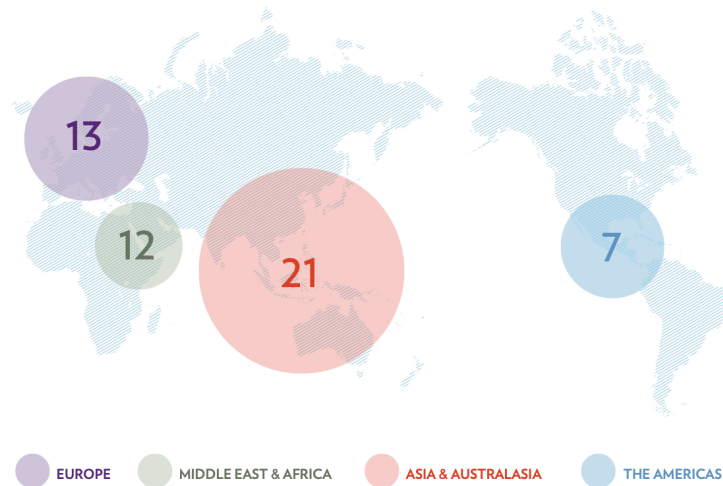 13
12
21
7
EUROPE
MIDDLE EAST & AFRICA
ASIA & AUSTRALASIA
THE AMERICAS